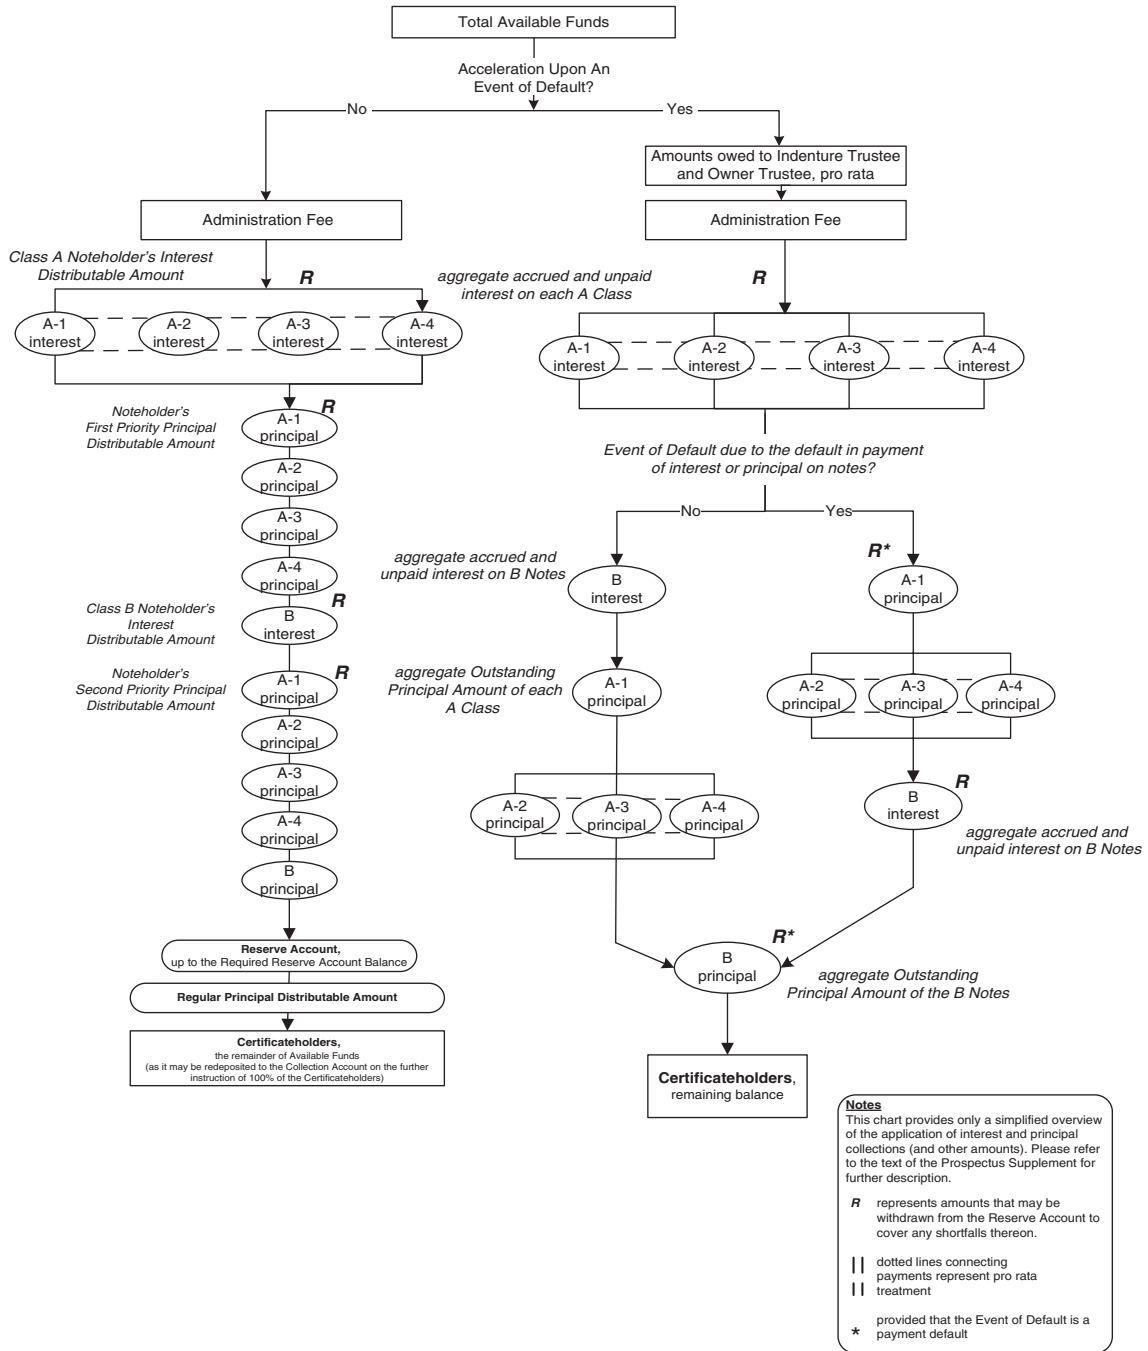 Total Available Funds
Acceleration Upon An
Event of Default?
No
Yes
Amounts owed to Indenture Trustee
and Owner Trustee, pro rata
Administration Fee
Administration Fee
Class A Noteholder's Interest
Distributable Amount
R
aggregate accrued and unpaid
interest on each A Class
R
A-1
interest
A-2
interest
A-3
interest
A-4
interest
A-1
interest
A-2
interest
A-3
interest
A-4
interest
Noteholder's
First Priority Principal
Distributable Amount
R
A-1
principal
A-2
principal
A-3
principal
A-4
principal
Class B Noteholder's
Interest
Distributable Amount
R
B
interest
Noteholder's
Second Priority Principal
Distributable Amount
R
A-1
principal
A-2
principal
A-3
principal
A-4
principal
B
principal
Reserve Account,
up to the Required Reserve Account Balance
Regular Principal Distributable Amount
Certificateholders,
the remainder of Available Funds
(as it may be redeposited to the Collection Account on the further
instruction of 100% of the Certificateholders)
Event of Default due to the default in payment
of interest or principal on notes?
No
Yes
aggregate accrued and
unpaid interest on B Notes
B
interest
aggregate Outstanding
Principal Amount of each
A Class
A-1
principal
A-2
principal
A-3
principal
A-4
principal
R*
A-1
principal
A-2
principal
A-3
principal
A-4
principal
R
B
interest
aggregate accrued and
unpaid interest on B Notes
R*
B
principal
aggregate Outstanding
Principal Amount of the B Notes
Certificateholders,
remaining balance
Notes
This chart provides only a simplified overview
of the application of interest and principal
collections (and other amounts). Please refer
to the text of the Prospectus Supplement for
further description.
R represents amounts that may be
withdrawn from the Reserve Account to
cover any shortfalls thereon.
dotted lines connecting
payments represent pro rata
treatment
* provided that the Event of Default is a
payment default